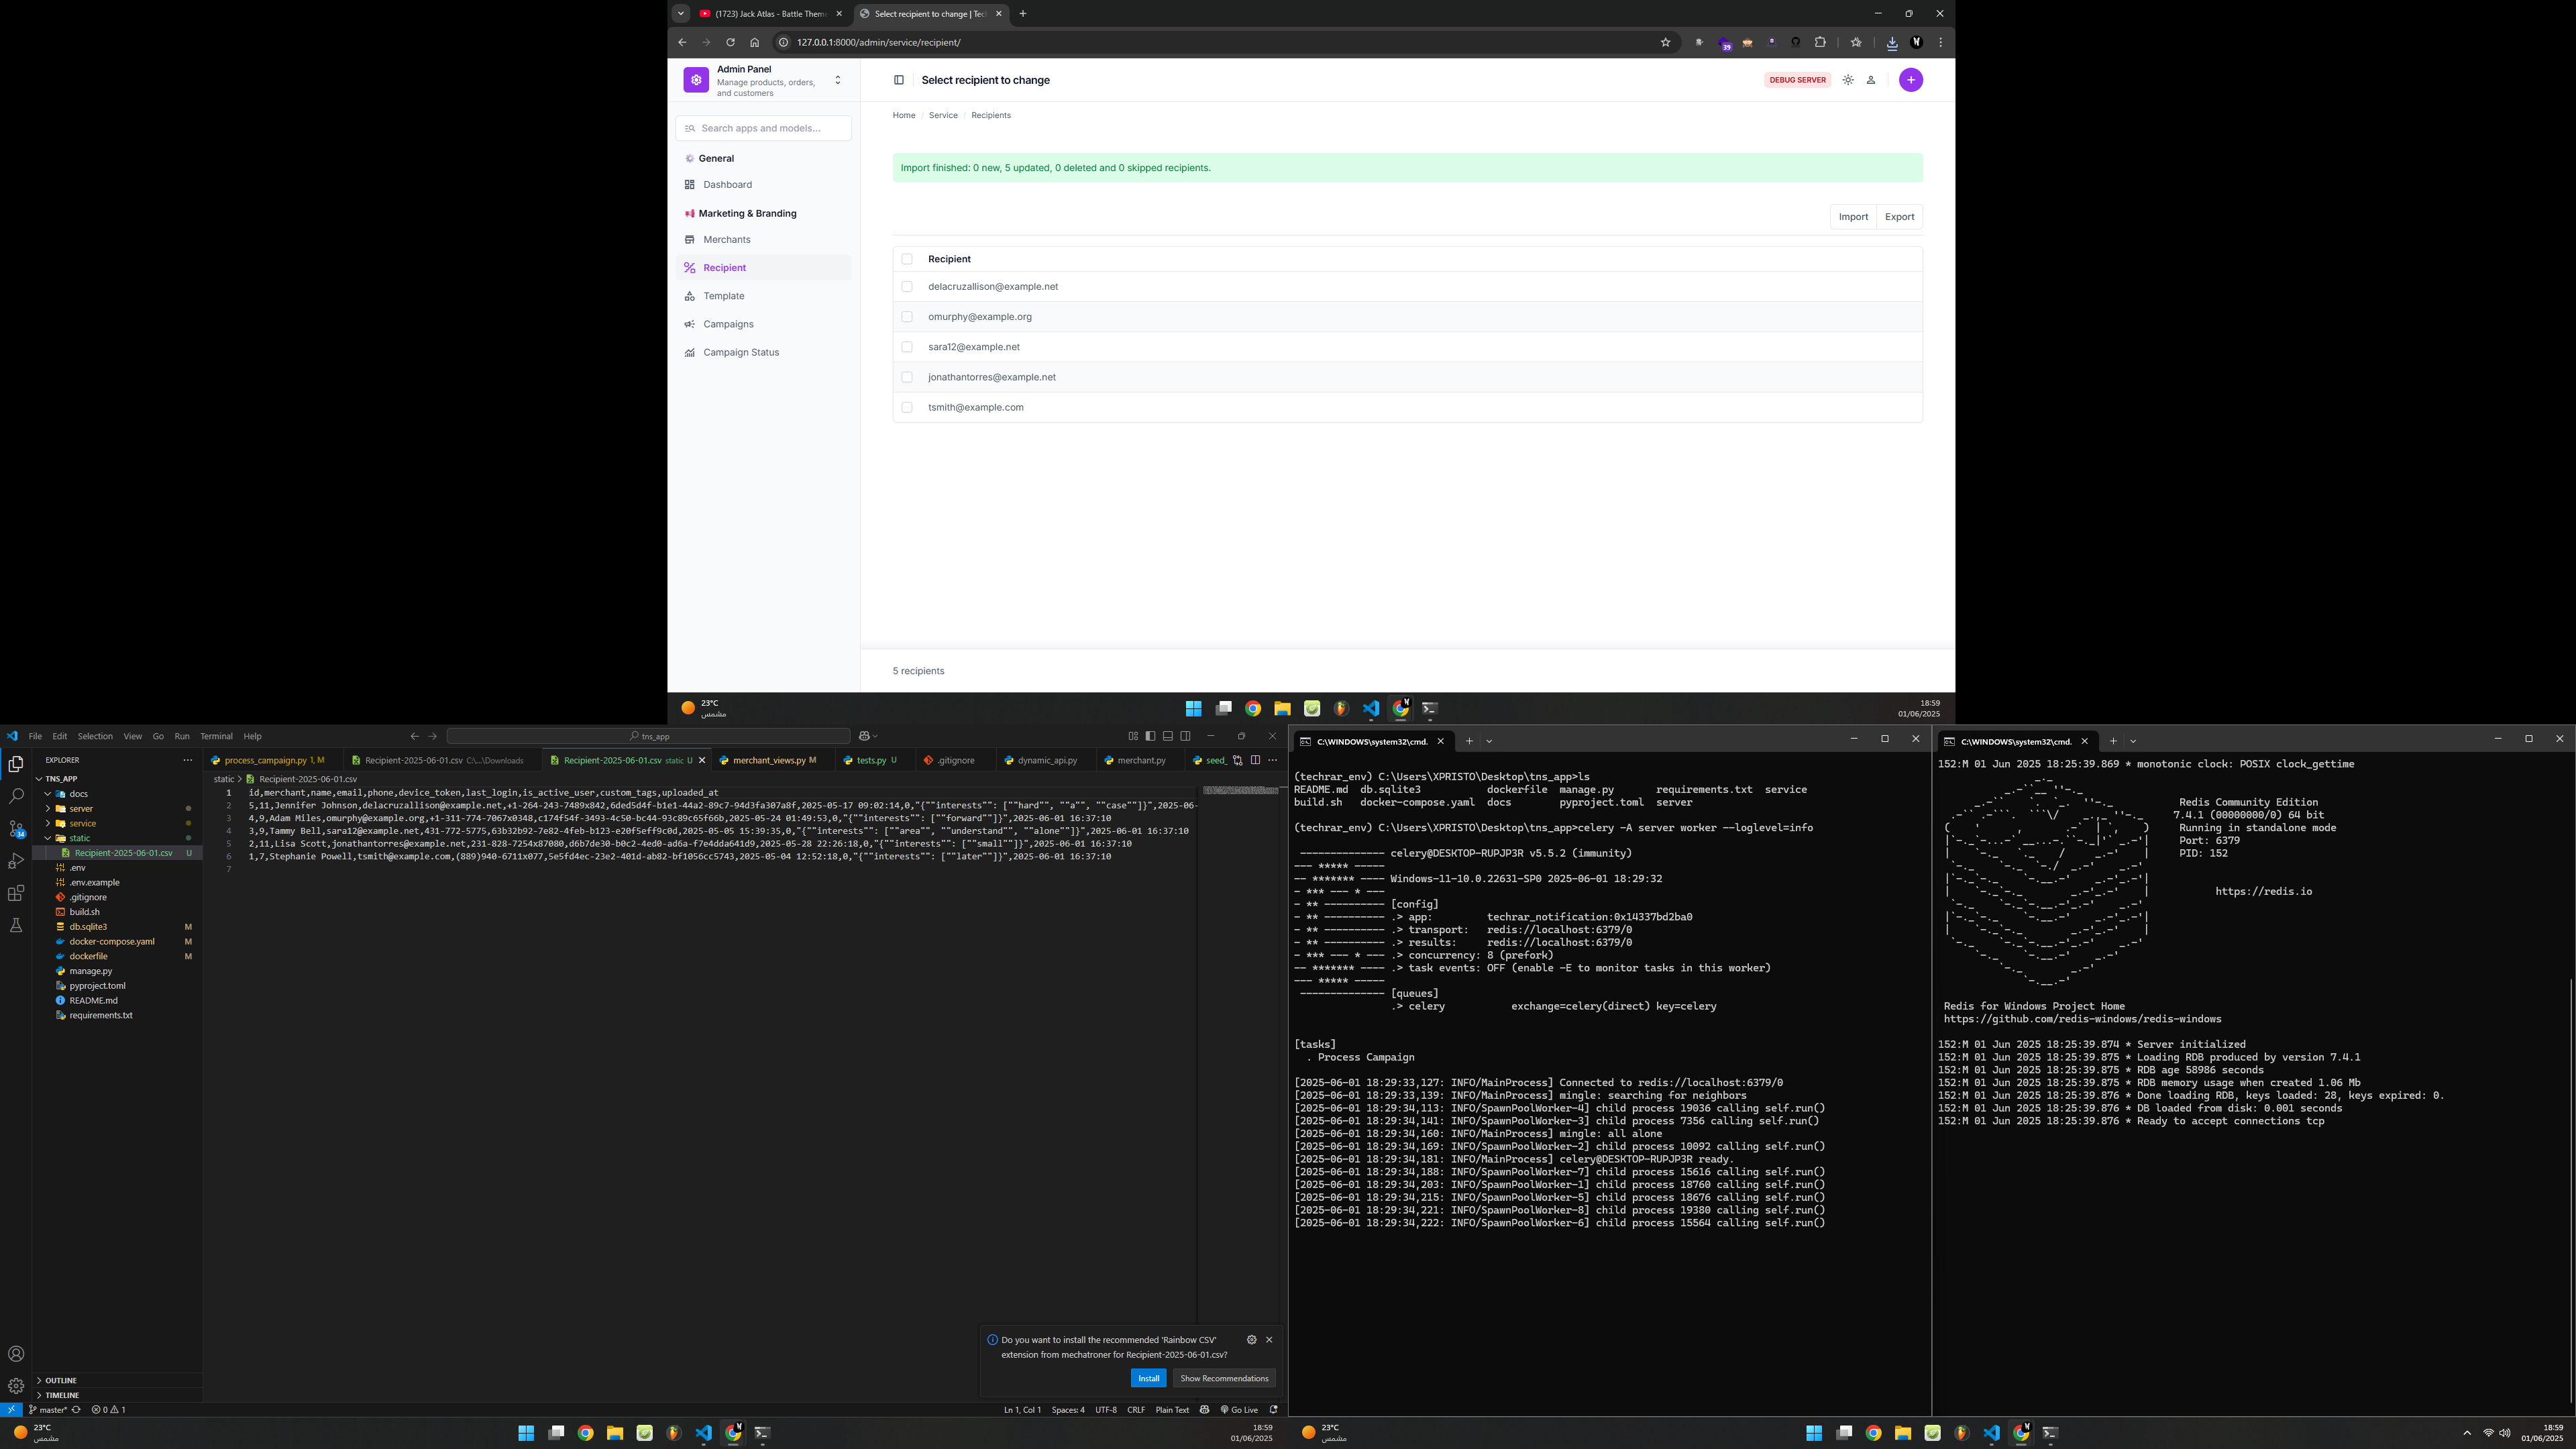 (1723) Jack Atlas - Battle Theme
Select recipient to change | Tec
127.0.0.1:8000/admin/service/recipient/
39
Admin Panel
Manage products, orders,
and customers
Select recipient to change
DEBUG SERVER
Home / Service / Recipients
Search apps and models...
General
Dashboard
Marketing & Branding
Merchants
Recipient
Template
Campaigns
Campaign Status
Import finished: 0 new, 5 updated, 0 deleted and 0 skipped recipients.
Import Export
Recipient
delacruzallison@example.net
omurphy@example.org
sara12@example.net
jonathantorres@example.net
tsmith@example.com
5 recipients
23°C
مشمس
18:59
01/06/2025
File Edit Selection View Go Run Terminal Help
tns_app
EXPLORER
TNS_APP
docs
server
service
static
Recipient-2025-06-01.csv U
.env
.env.example
.gitignore
build.sh
db.sqlite3 M
docker-compose.yaml M
dockerfile M
manage.py
pyproject.toml
README.md
requirements.txt
34
OUTLINE
TIMELINE
process_campaign.py 1, M
Recipient-2025-06-01.csv C:\...\Downloads
Recipient-2025-06-01.csv static U
merchant_views.py M
tests.py U
.gitignore
dynamic_api.py
merchant.py
seed_
static > Recipient-2025-06-01.csv
1 id,merchant,name,email,phone,device_token,last_login,is_active_user,custom_tags,uploaded_at
2 5,11,Jennifer Johnson,delacruzallison@example.net,+1-264-243-7489x842,6ded5d4f-b1e1-44a2-89c7-94d3fa307a8f,2025-05-17 09:02:14,0,"{""interests"": [""hard"", ""a"", ""case""]}",2025-06-
3 4,9,Adam Miles,omurphy@example.org,+1-311-774-7067x0348,c174f54f-3493-4c50-bc44-93c89c65f66b,2025-05-24 01:49:53,0,"{""interests"": [""forward""]}",2025-06-01 16:37:10
4 3,9,Tammy Bell,sara12@example.net,431-772-5775,63b32b92-7e82-4feb-b123-e20f5eff9c0d,2025-05-05 15:39:35,0,"{""interests"": [""area"", ""understand"", ""alone""]}",2025-06-01 16:37:10
5 2,11,Lisa Scott,jonathantorres@example.net,231-828-7254x87080,d6b7de30-b0c2-4ed0-ad6a-f7e4dda641d9,2025-05-28 22:26:18,0,"{""interests"": [""small""]}",2025-06-01 16:37:10
6 1,7,Stephanie Powell,tsmith@example.com,(889)940-6711x077,5e5fd4ec-23e2-401d-ab82-bf1056cc5743,2025-05-04 12:52:18,0,"{""interests"": [""later""]}",2025-06-01 16:37:10
7
Do you want to install the recommended 'Rainbow CSV'
extension from mechatroner for Recipient-2025-06-01.csv?
Install Show Recommendations
master* 0 1
Ln 1, Col 1 Spaces: 4 UTF-8 CRLF Plain Text Go Live
23°C
مشمس
18:59
01/06/2025
C:\WINDOWS\system32\cmd.
(techrar_env) C:\Users\XPRISTO\Desktop\tns_app>ls
README.md db.sqlite3 dockerfile manage.py requirements.txt service
build.sh docker-compose.yaml docs pyproject.toml server
(techrar_env) C:\Users\XPRISTO\Desktop\tns_app>celery -A server worker --loglevel=info
-------------- celery@DESKTOP-RUPJP3R v5.5.2 (immunity)
--- ***** -----
-- ******* ---- Windows-11-10.0.22631-SP0 2025-06-01 18:29:32
- *** --- * ---
- ** ---------- [config]
- ** ---------- .> app: techrar_notification:0x14337bd2ba0
- ** ---------- .> transport: redis://localhost:6379/0
- ** ---------- .> results: redis://localhost:6379/0
- *** --- * --- .> concurrency: 8 (prefork)
-- ******* ---- .> task events: OFF (enable -E to monitor tasks in this worker)
--- ***** -----
-------------- [queues]
.> celery exchange=celery(direct) key=celery
[tasks]
. Process Campaign
[2025-06-01 18:29:33,127: INFO/MainProcess] Connected to redis://localhost:6379/0
[2025-06-01 18:29:33,139: INFO/MainProcess] mingle: searching for neighbors
[2025-06-01 18:29:34,113: INFO/SpawnPoolWorker-4] child process 19036 calling self.run()
[2025-06-01 18:29:34,141: INFO/SpawnPoolWorker-3] child process 7356 calling self.run()
[2025-06-01 18:29:34,160: INFO/MainProcess] mingle: all alone
[2025-06-01 18:29:34,169: INFO/SpawnPoolWorker-2] child process 10092 calling self.run()
[2025-06-01 18:29:34,181: INFO/MainProcess] celery@DESKTOP-RUPJP3R ready.
[2025-06-01 18:29:34,188: INFO/SpawnPoolWorker-7] child process 15616 calling self.run()
[2025-06-01 18:29:34,203: INFO/SpawnPoolWorker-1] child process 18760 calling self.run()
[2025-06-01 18:29:34,215: INFO/SpawnPoolWorker-5] child process 18676 calling self.run()
[2025-06-01 18:29:34,221: INFO/SpawnPoolWorker-8] child process 19380 calling self.run()
[2025-06-01 18:29:34,222: INFO/SpawnPoolWorker-6] child process 15564 calling self.run()
C:\WINDOWS\system32\cmd.
152:M 01 Jun 2025 18:25:39.869 * monotonic clock: POSIX clock_gettime
Redis Community Edition
7.4.1 (00000000/0) 64 bit
Running in standalone mode
Port: 6379
PID: 152
https://redis.io
Redis for Windows Project Home
https://github.com/redis-windows/redis-windows
152:M 01 Jun 2025 18:25:39.874 * Server initialized
152:M 01 Jun 2025 18:25:39.875 * Loading RDB produced by version 7.4.1
152:M 01 Jun 2025 18:25:39.875 * RDB age 58986 seconds
152:M 01 Jun 2025 18:25:39.875 * RDB memory usage when created 1.06 Mb
152:M 01 Jun 2025 18:25:39.876 * Done loading RDB, keys loaded: 28, keys expired: 0.
152:M 01 Jun 2025 18:25:39.876 * DB loaded from disk: 0.001 seconds
152:M 01 Jun 2025 18:25:39.876 * Ready to accept connections tcp
23°C
مشمس
18:59
01/06/2025